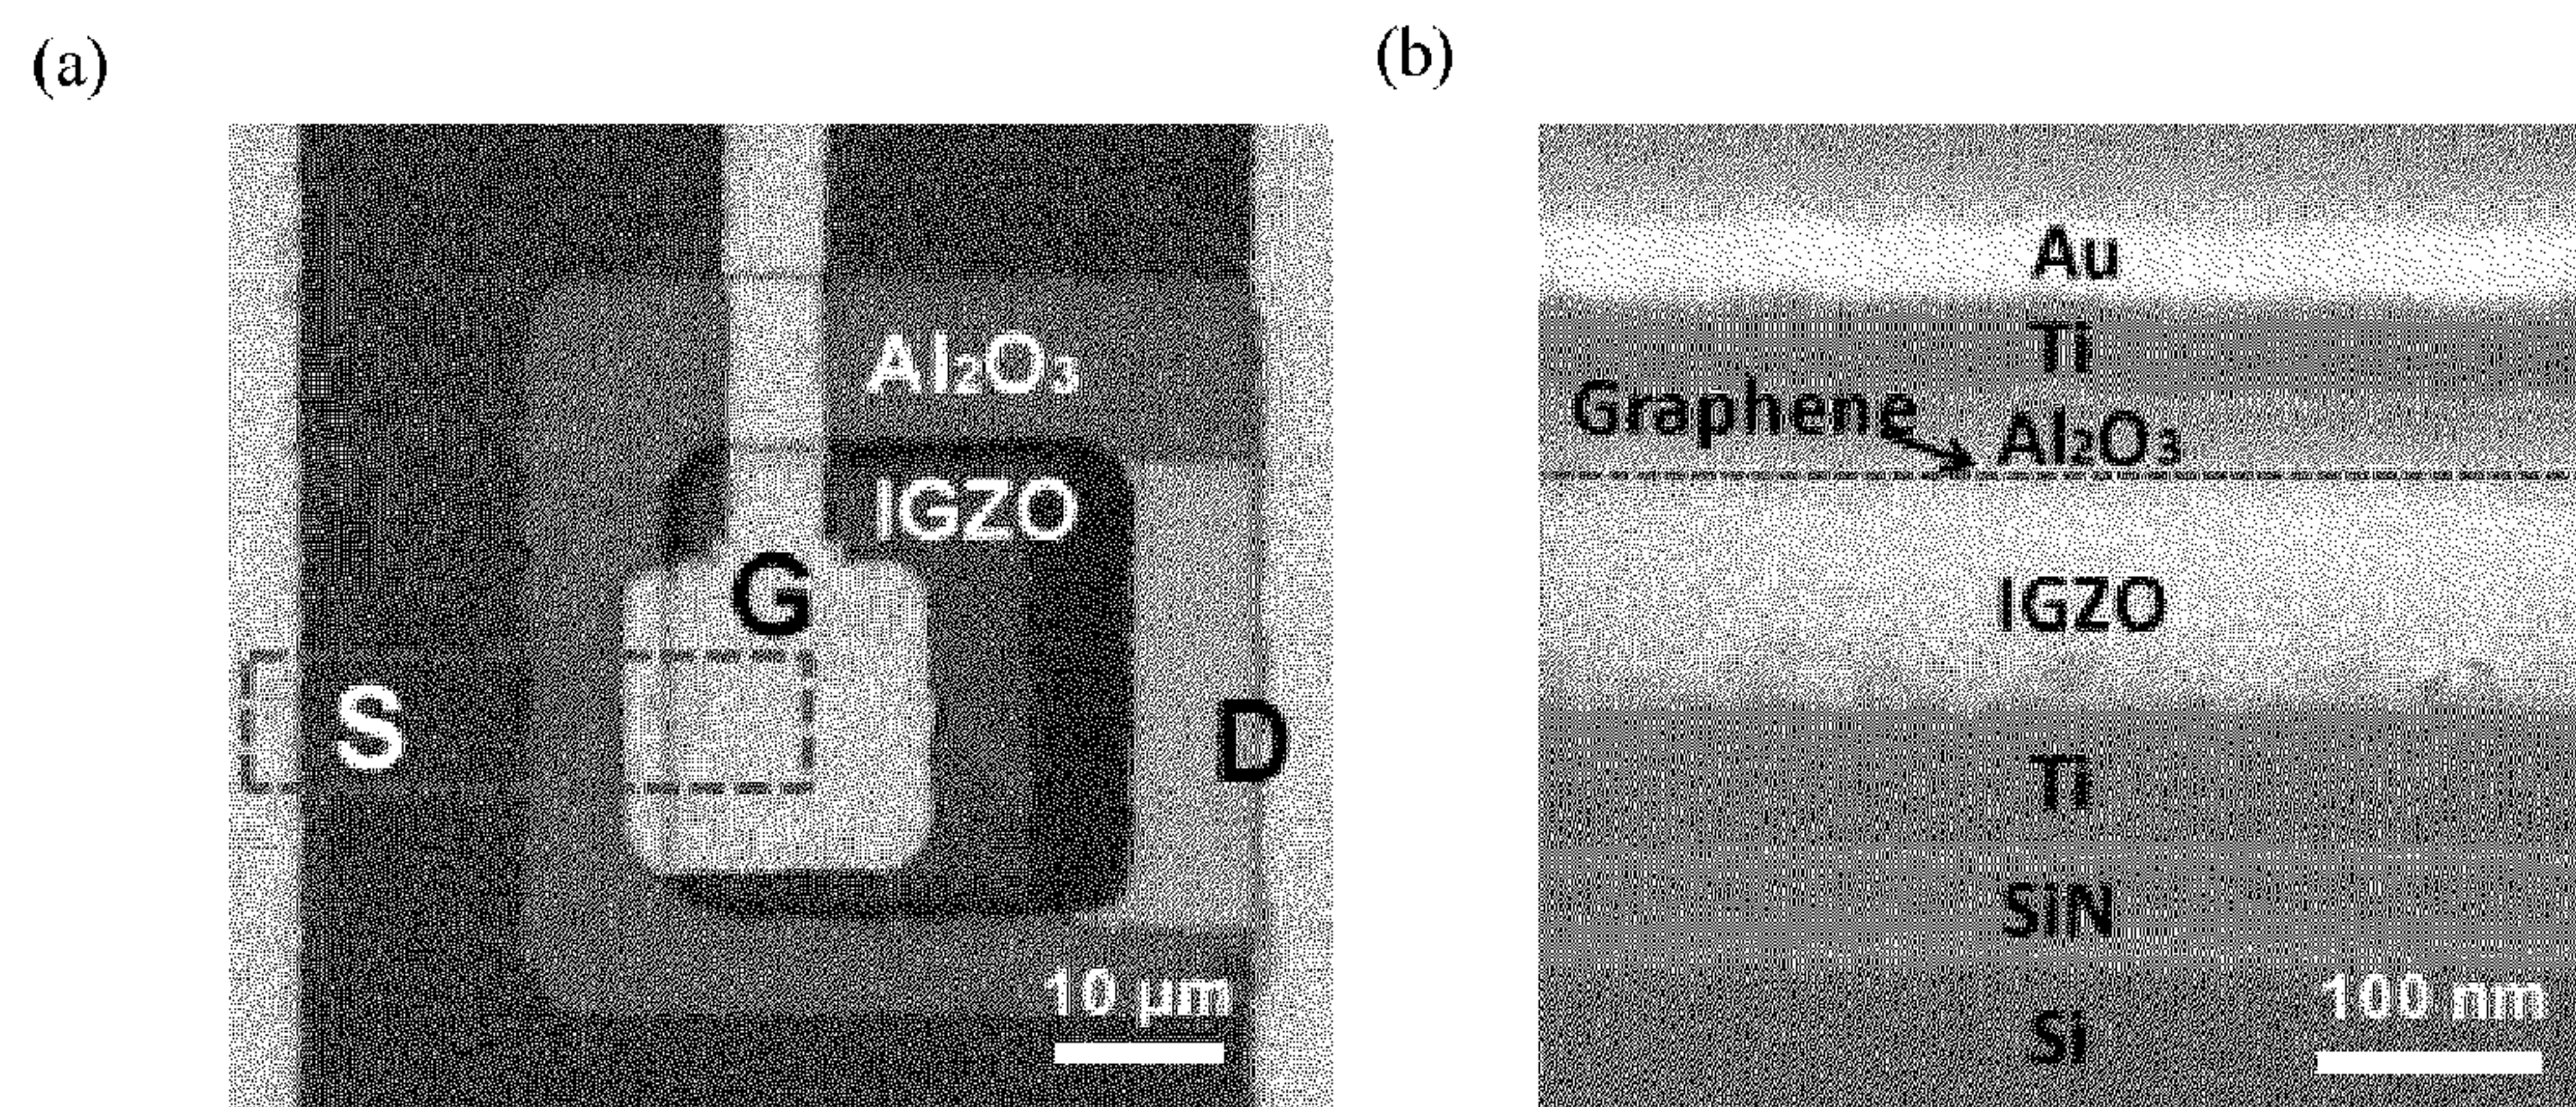 (a)
(b)
Al₂O₃
IGZO
G
S
D
10 μm
Au
Ti
Graphene
Al₂O₃
IGZO
Ti
SiN
Si
100 nm